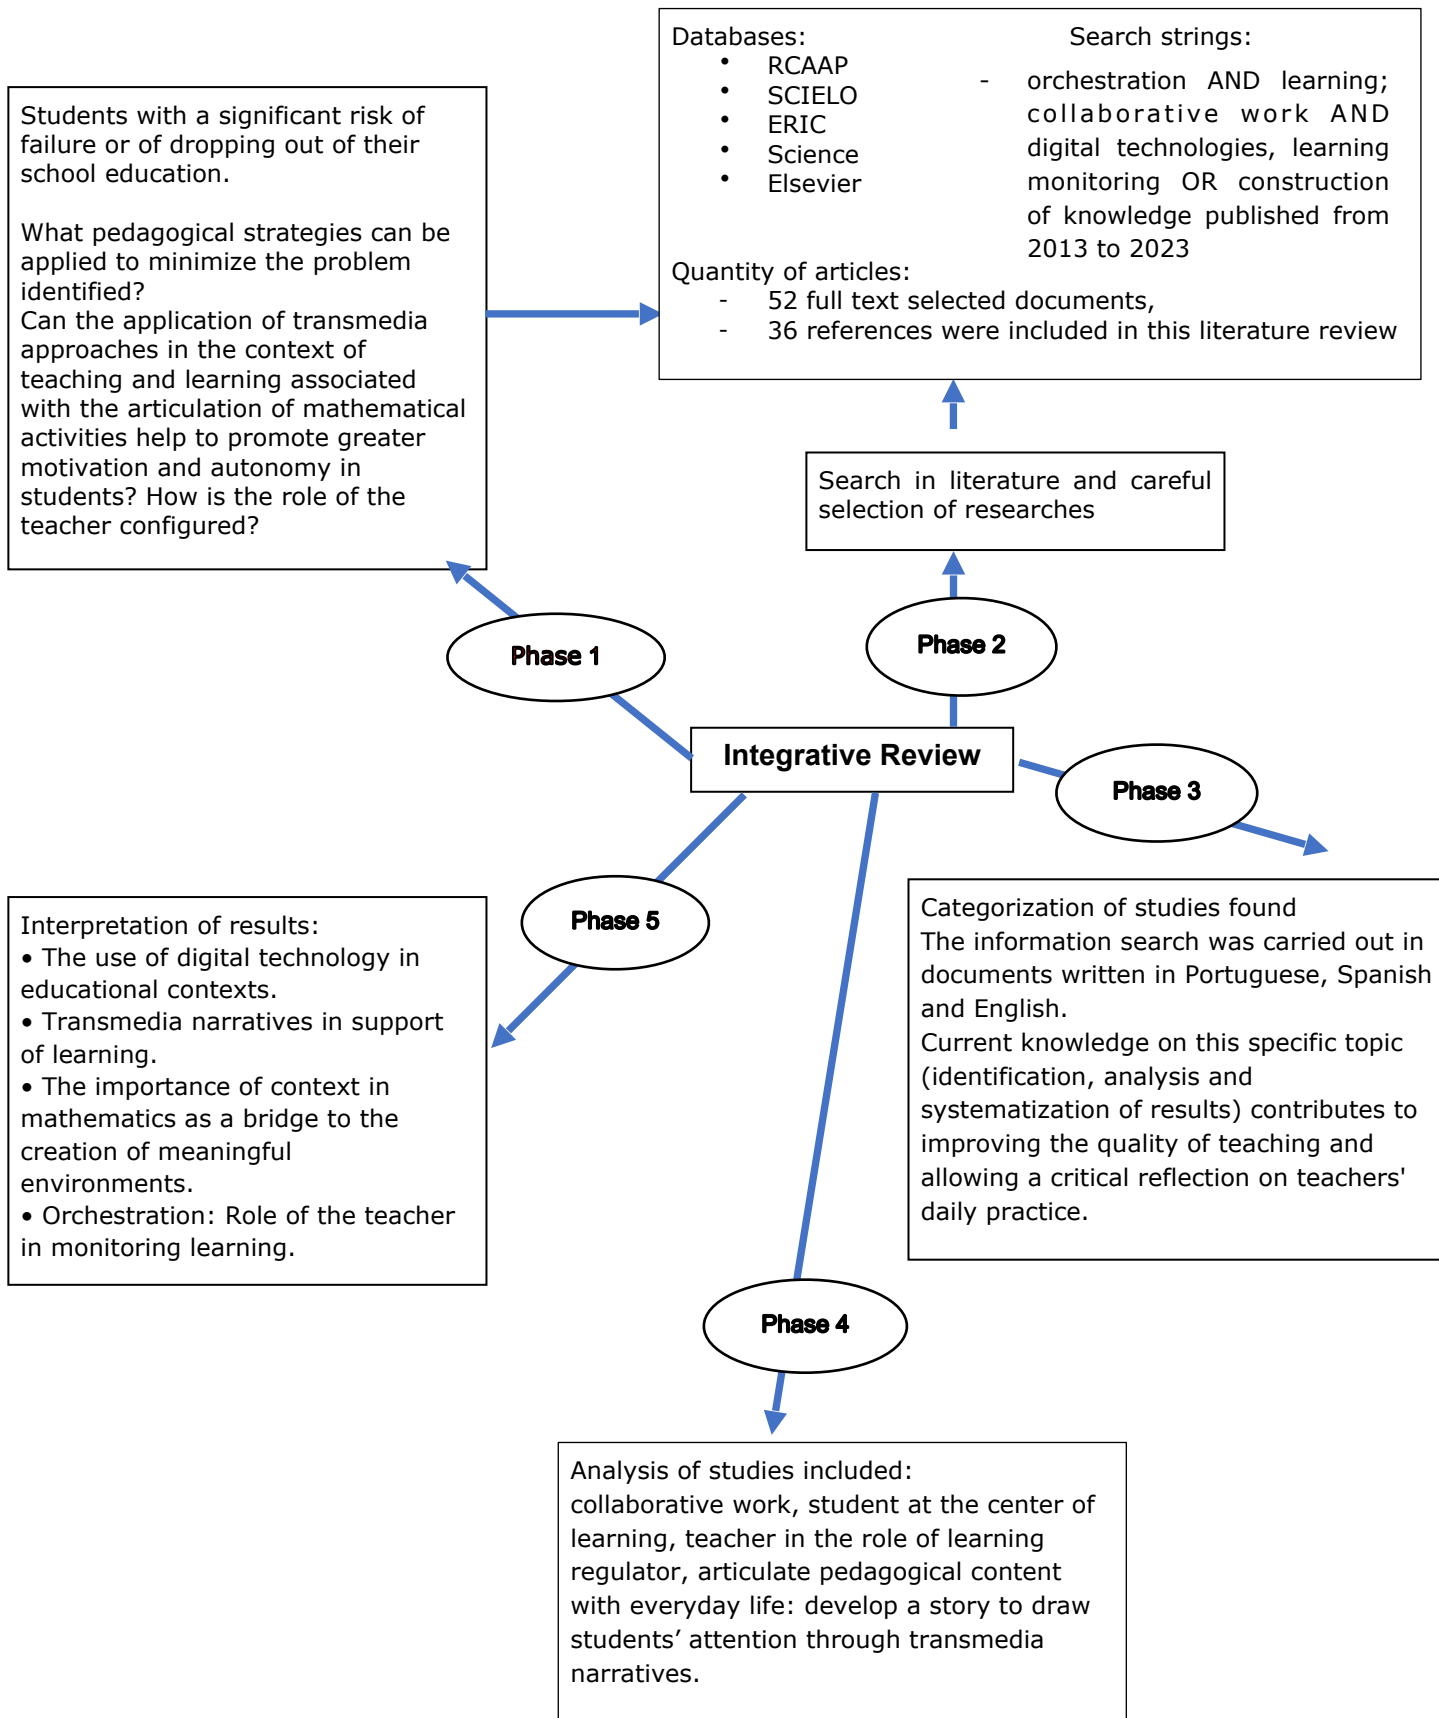 Databases:
• RCAAP
• SCIELO
• ERIC
• Science
• Elsevier
Search strings:
- orchestration AND learning;
collaborative work AND
digital technologies, learning
monitoring OR construction
of knowledge published from
2013 to 2023
Quantity of articles:
- 52 full text selected documents,
- 36 references were included in this literature review
Students with a significant risk of
failure or of dropping out of their
school education.
What pedagogical strategies can be
applied to minimize the problem
identified?
Can the application of transmedia
approaches in the context of
teaching and learning associated
with the articulation of mathematical
activities help to promote greater
motivation and autonomy in
students? How is the role of the
teacher configured?
Search in literature and careful
selection of researches
Phase 1
Phase 2
Integrative Review
Phase 3
Phase 5
Interpretation of results:
• The use of digital technology in
educational contexts.
• Transmedia narratives in support
of learning.
• The importance of context in
mathematics as a bridge to the
creation of meaningful
environments.
• Orchestration: Role of the teacher
in monitoring learning.
Categorization of studies found
The information search was carried out in
documents written in Portuguese, Spanish
and English.
Current knowledge on this specific topic
(identification, analysis and
systematization of results) contributes to
improving the quality of teaching and
allowing a critical reflection on teachers'
daily practice.
Phase 4
Analysis of studies included:
collaborative work, student at the center of
learning, teacher in the role of learning
regulator, articulate pedagogical content
with everyday life: develop a story to draw
students’ attention through transmedia
narratives.